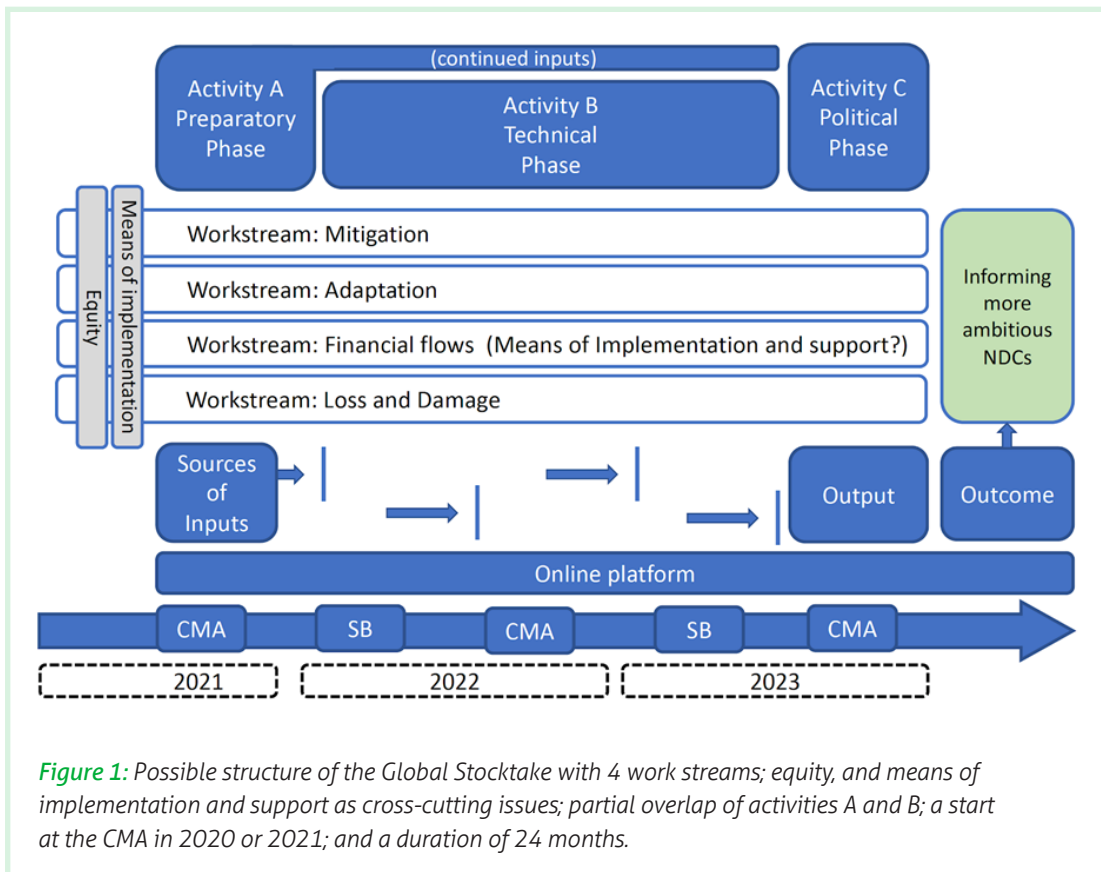 (continued inputs)
Activity A
Preparatory
Phase
Activity B
Technical
Phase
Activity C
Political
Phase
Equity
Means of implementation
Workstream: Mitigation
Workstream: Adaptation
Workstream: Financial flows (Means of Implementation and support?)
Workstream: Loss and Damage
Informing
more
ambitious
NDCs
Sources
of
Inputs
Output
Outcome
Online platform
CMA
SB
CMA
SB
CMA
2021
2022
2023
Figure 1: Possible structure of the Global Stocktake with 4 work streams; equity, and means of
implementation and support as cross-cutting issues; partial overlap of activities A and B; a start
at the CMA in 2020 or 2021; and a duration of 24 months.